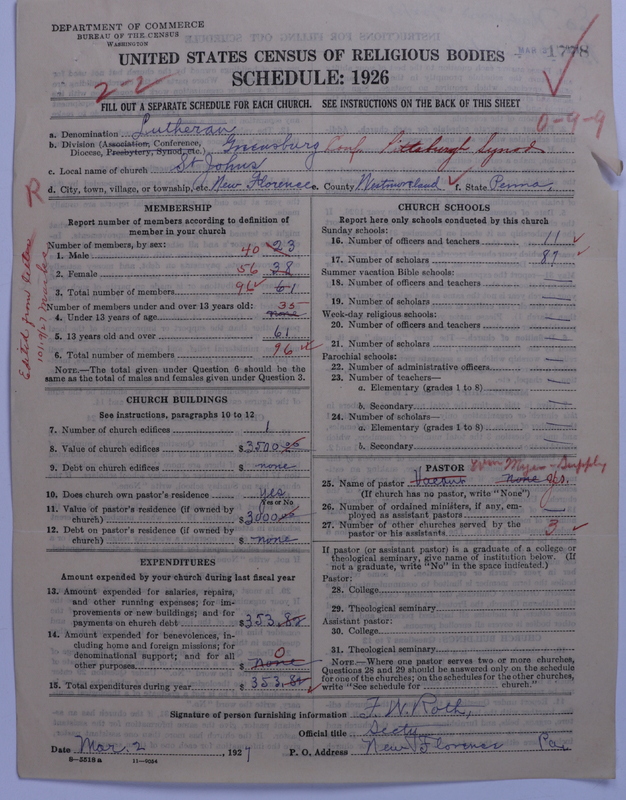 DEPARTMENT OF COMMERCE
BUREAU OF THE CENSUS
WASHINGTON
1778
UNITED STATES CENSUS OF RELIGIOUS BODIES
SCHEDULE: 1926
2-2
FILL OUT A SEPARATE SCHEDULE FOR EACH CHURCH. SEE INSTRUCTIONS ON THE BACK OF THIS SHEET
0-9-9
a. Denomination Lutheran
b. Division (Association, Conference, Diocese, Presbytery, Synod, etc.) Greensburg Conf Pittsburgh Synod
c. Local name of church St Johns
d. City, town, village, or township, etc. New Florence e. County Westmoreland f. State Penna
R
Edited from letter
MEMBERSHIP
Report number of members according to definition of member in your church
Number of members, by sex:
1. Male 40 23
2. Female 56 38
3. Total number of members 96 61
Number of members under and over 13 years old:
4. Under 13 years of age 35 none
5. 13 years old and over 61
6. Total number of members 96
NOTE.—The total given under Question 6 should be the same as the total of males and females given under Question 3.
CHURCH BUILDINGS
See instructions, paragraphs 10 to 12
7. Number of church edifices 1
8. Value of church edifices $3500.00
9. Debt on church edifices $ none
10. Does church own pastor's residence yes
Yes or No
11. Value of pastor's residence (if owned by church) $3000.00
12. Debt on pastor's residence (if owned by church) $ none
EXPENDITURES
Amount expended by your church during last fiscal year
13. Amount expended for salaries, repairs, and other running expenses; for improvements or new buildings; and for payments on church debt $353.88
14. Amount expended for benevolences, including home and foreign missions; for denominational support; and for all other purposes 0 $ none
15. Total expenditures during year $ 353.88
CHURCH SCHOOLS
Report here only schools conducted by this church
Sunday schools:
16. Number of officers and teachers 11
17. Number of scholars 87
Summer vacation Bible schools:
18. Number of officers and teachers —
19. Number of scholars —
Week-day religious schools:
20. Number of officers and teachers —
21. Number of scholars —
Parochial schools:
22. Number of administrative officers —
23. Number of teachers—
a. Elementary (grades 1 to 8) —
b. Secondary —
24. Number of scholars—
a. Elementary (grades 1 to 8) —
b. Secondary —
PASTOR
Supply
25. Name of pastor None
(If church has no pastor, write "None")
26. Number of ordained ministers, if any, employed as assistant pastors —
27. Number of other churches served by the pastor or his assistants 3
If pastor (or assistant pastor) is a graduate of a college or theological seminary, give name of institution below. (If not a graduate, write "No" in the space indicated.)
Pastor:
28. College
29. Theological seminary
Assistant pastor:
30. College
31. Theological seminary
NOTE.—Where one pastor serves two or more churches, Questions 28 and 29 should be answered only on the schedule for one of the churches; on the schedules for the other churches, write "See schedule for church."
Signature of person furnishing information F. W. Roth,
Official title Secty
Date Mar. 2, 1927 P. O. Address New Florence Pa
8—5518 a 11—9054